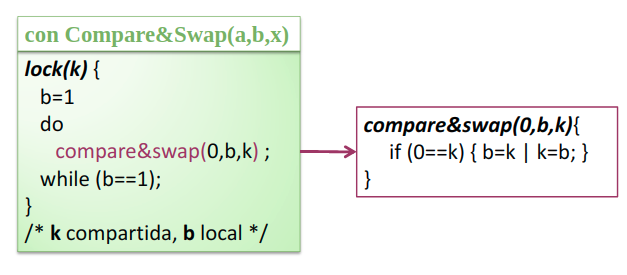 con Compare&Swap(a,b,x)
lock(k) {
b=1
do
compare&swap(0,b,k) ;
while (b==1);
}
/* k compartida, b local */
compare&swap(0,b,k){
if (0==k) { b=k | k=b; }
}